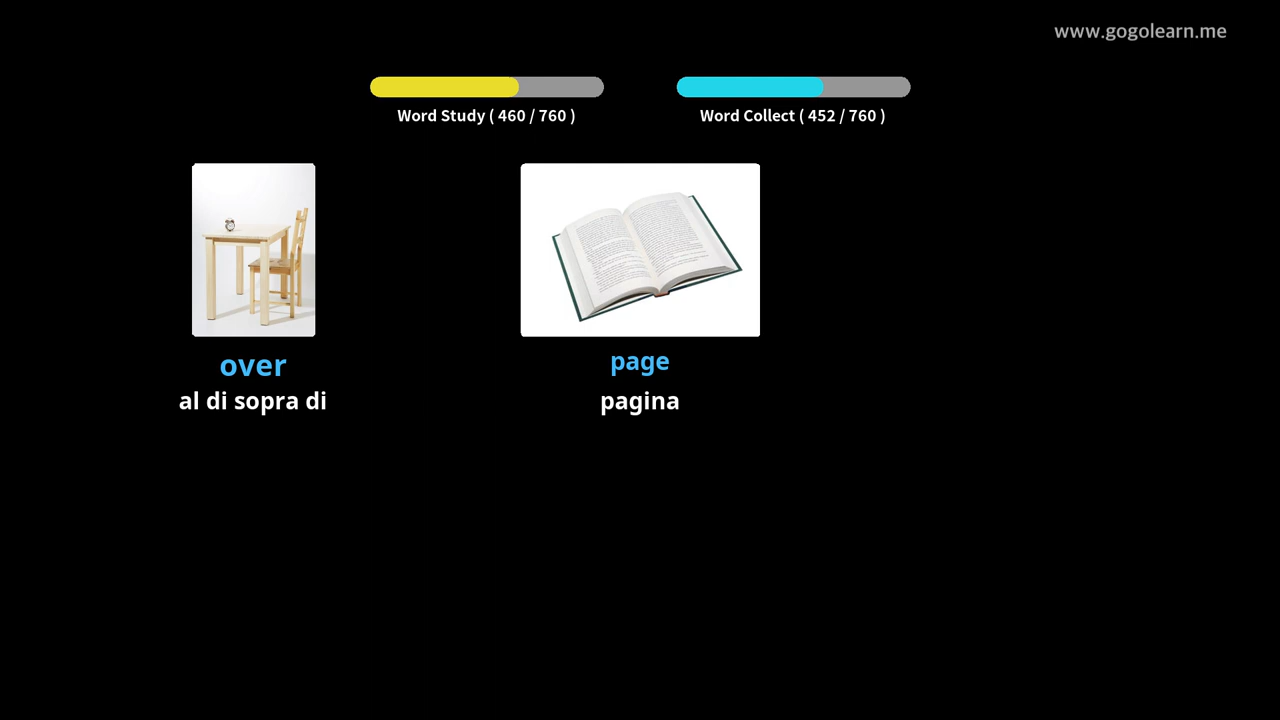 www.gogolearn.me
Word Study ( 460 / 760 )
Word Collect ( 452 / 760 )
over
al di sopra di
page
pagina